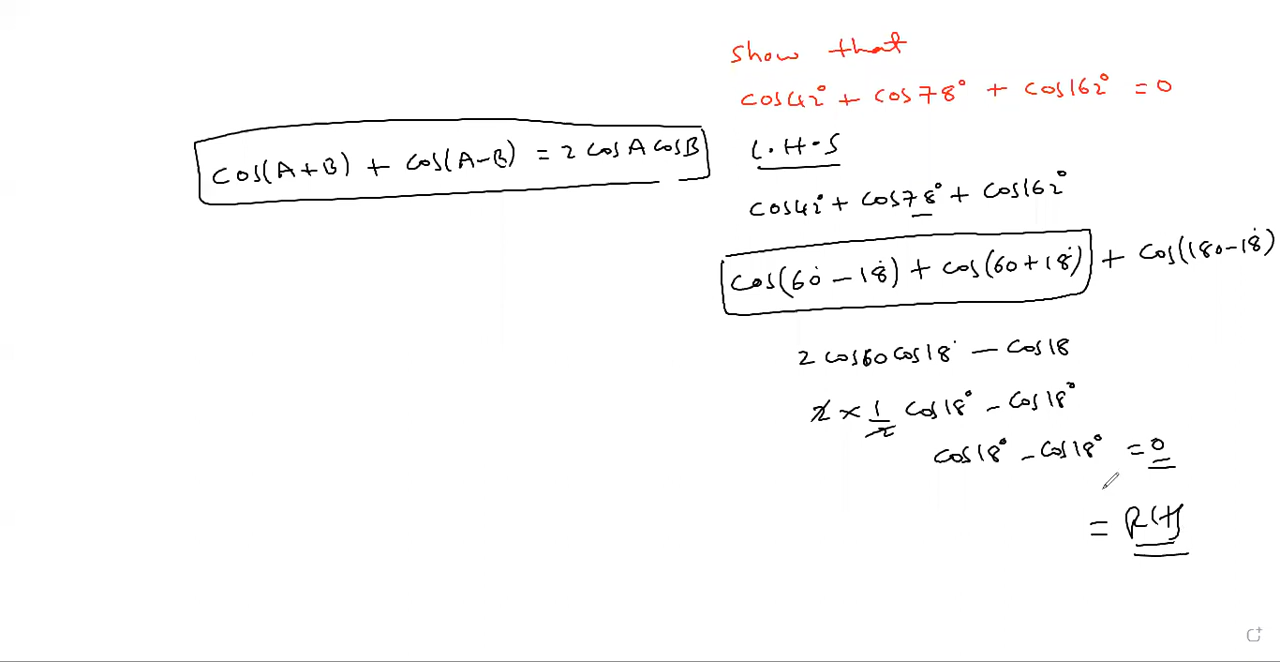 Show that
cos42° + cos78° + cos162° = 0
cos(A+B) + cos(A-B) = 2 cosA cosB
L.H.S
cos42° + cos78° + cos162°
cos(60° - 18°) + cos(60 + 18°) + cos(180 - 18°)
2 cos60 cos18° - cos18
2 × 1/2 cos18° - cos18°
cos18° - cos18° = 0
= RHS